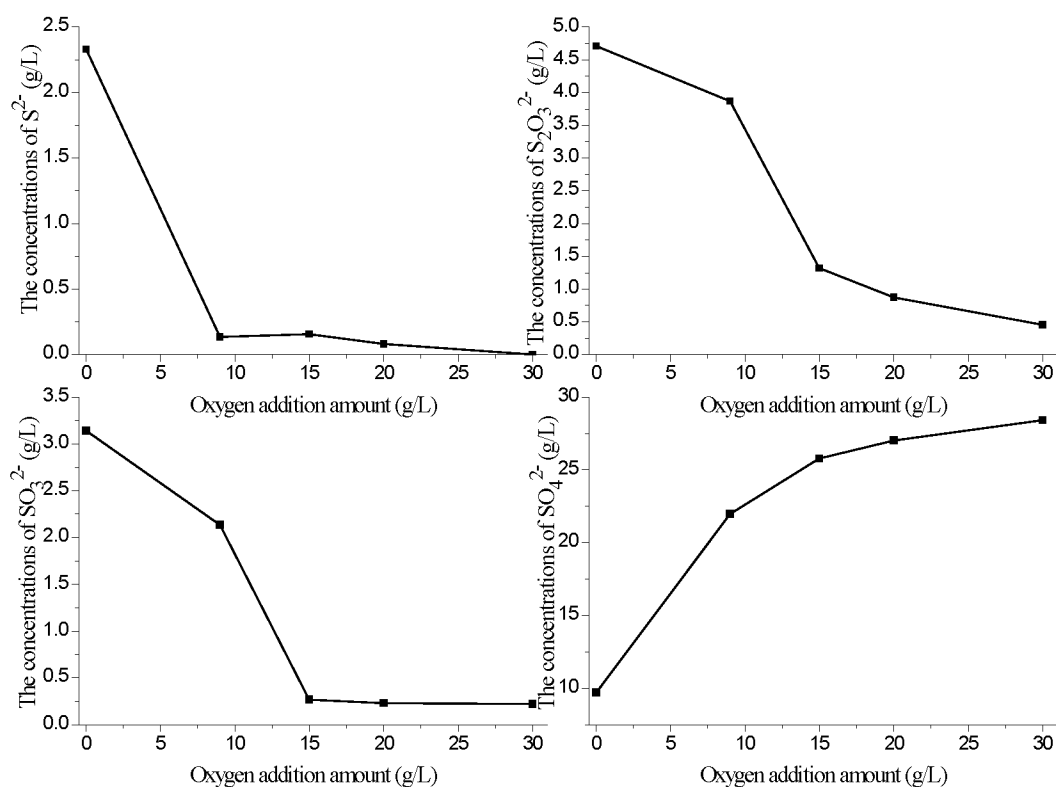 The concentrations of S²⁻ (g/L)
2.5
2.0
1.5
1.0
0.5
0.0
0 5 10 15 20 25 30
Oxygen addition amount (g/L)
The concentrations of S₂O₃²⁻ (g/L)
5.0
4.5
4.0
3.5
3.0
2.5
2.0
1.5
1.0
0.5
0.0
0 5 10 15 20 25 30
Oxygen addition amount (g/L)
The concentrations of SO₃²⁻ (g/L)
3.5
3.0
2.5
2.0
1.5
1.0
0.5
0.0
0 5 10 15 20 25 30
Oxygen addition amount (g/L)
The concentrations of SO₄²⁻ (g/L)
30
25
20
15
10
0 5 10 15 20 25 30
Oxygen addition amount (g/L)